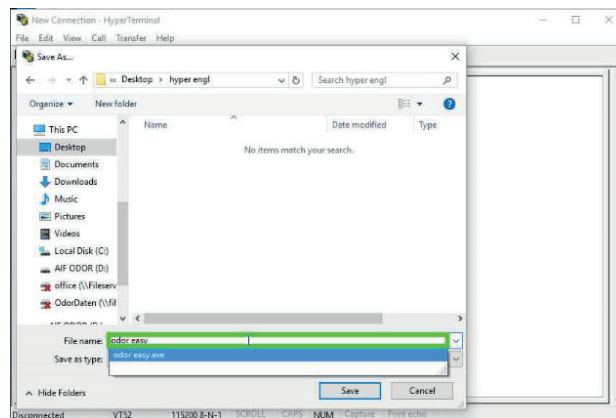 New Connection - HyperTerminal
File Edit View Call Transfer Help
Save As...
« Desktop › hyper engl
Search hyper engl
Organize
New folder
Name
Date modified
Type
No items match your search.
This PC
Desktop
Documents
Downloads
Music
Pictures
Videos
Local Disk (C:)
AIF ODOR (D:)
office (\\Fileserv
OdorDaten (\\fil
AIF ODOR (D:)
File name: odor easy
Save as type:
odor easy.exe
Hide Folders
Save
Cancel
Disconnected VT52 115200 8-N-1 SCROLL CAPS NUM Capture Print echo